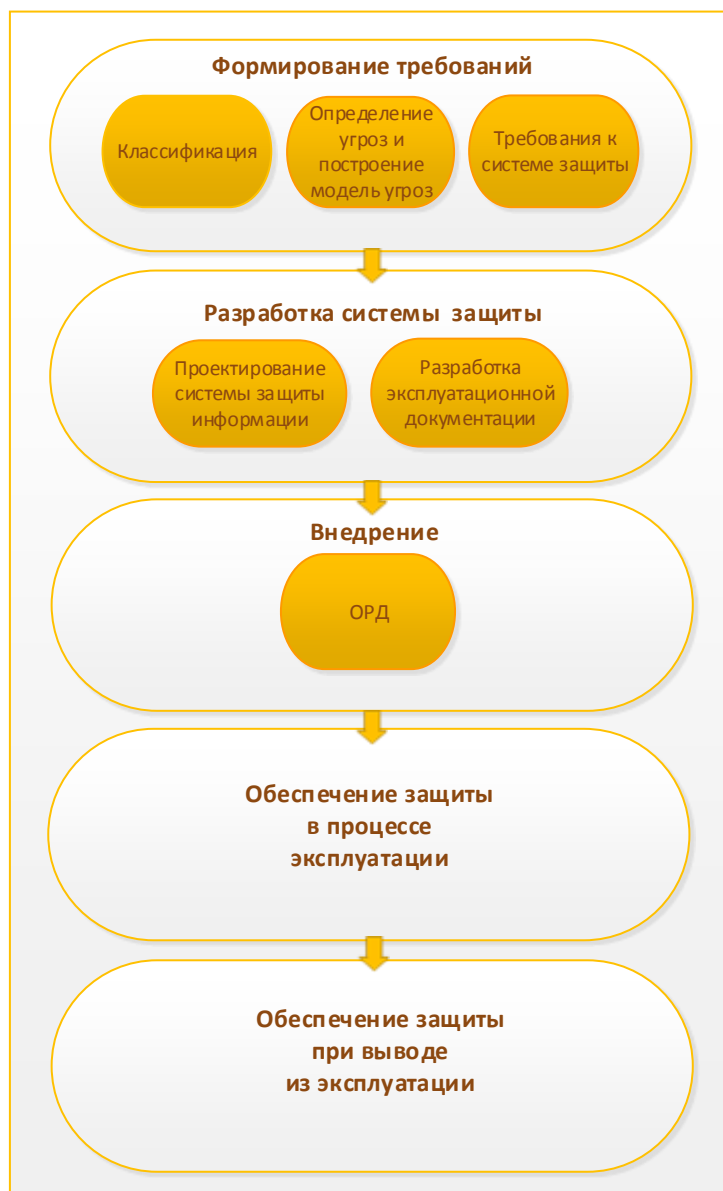 Формирование требований
Классификация
Определение
угроз и
построение
модель угроз
Требования к
системе защиты
Разработка системы защиты
Проектирование
системы защиты
информации
Разработка
эксплуатационной
документации
Внедрение
ОРД
Обеспечение защиты
в процессе
эксплуатации
Обеспечение защиты
при выводе
из эксплуатации